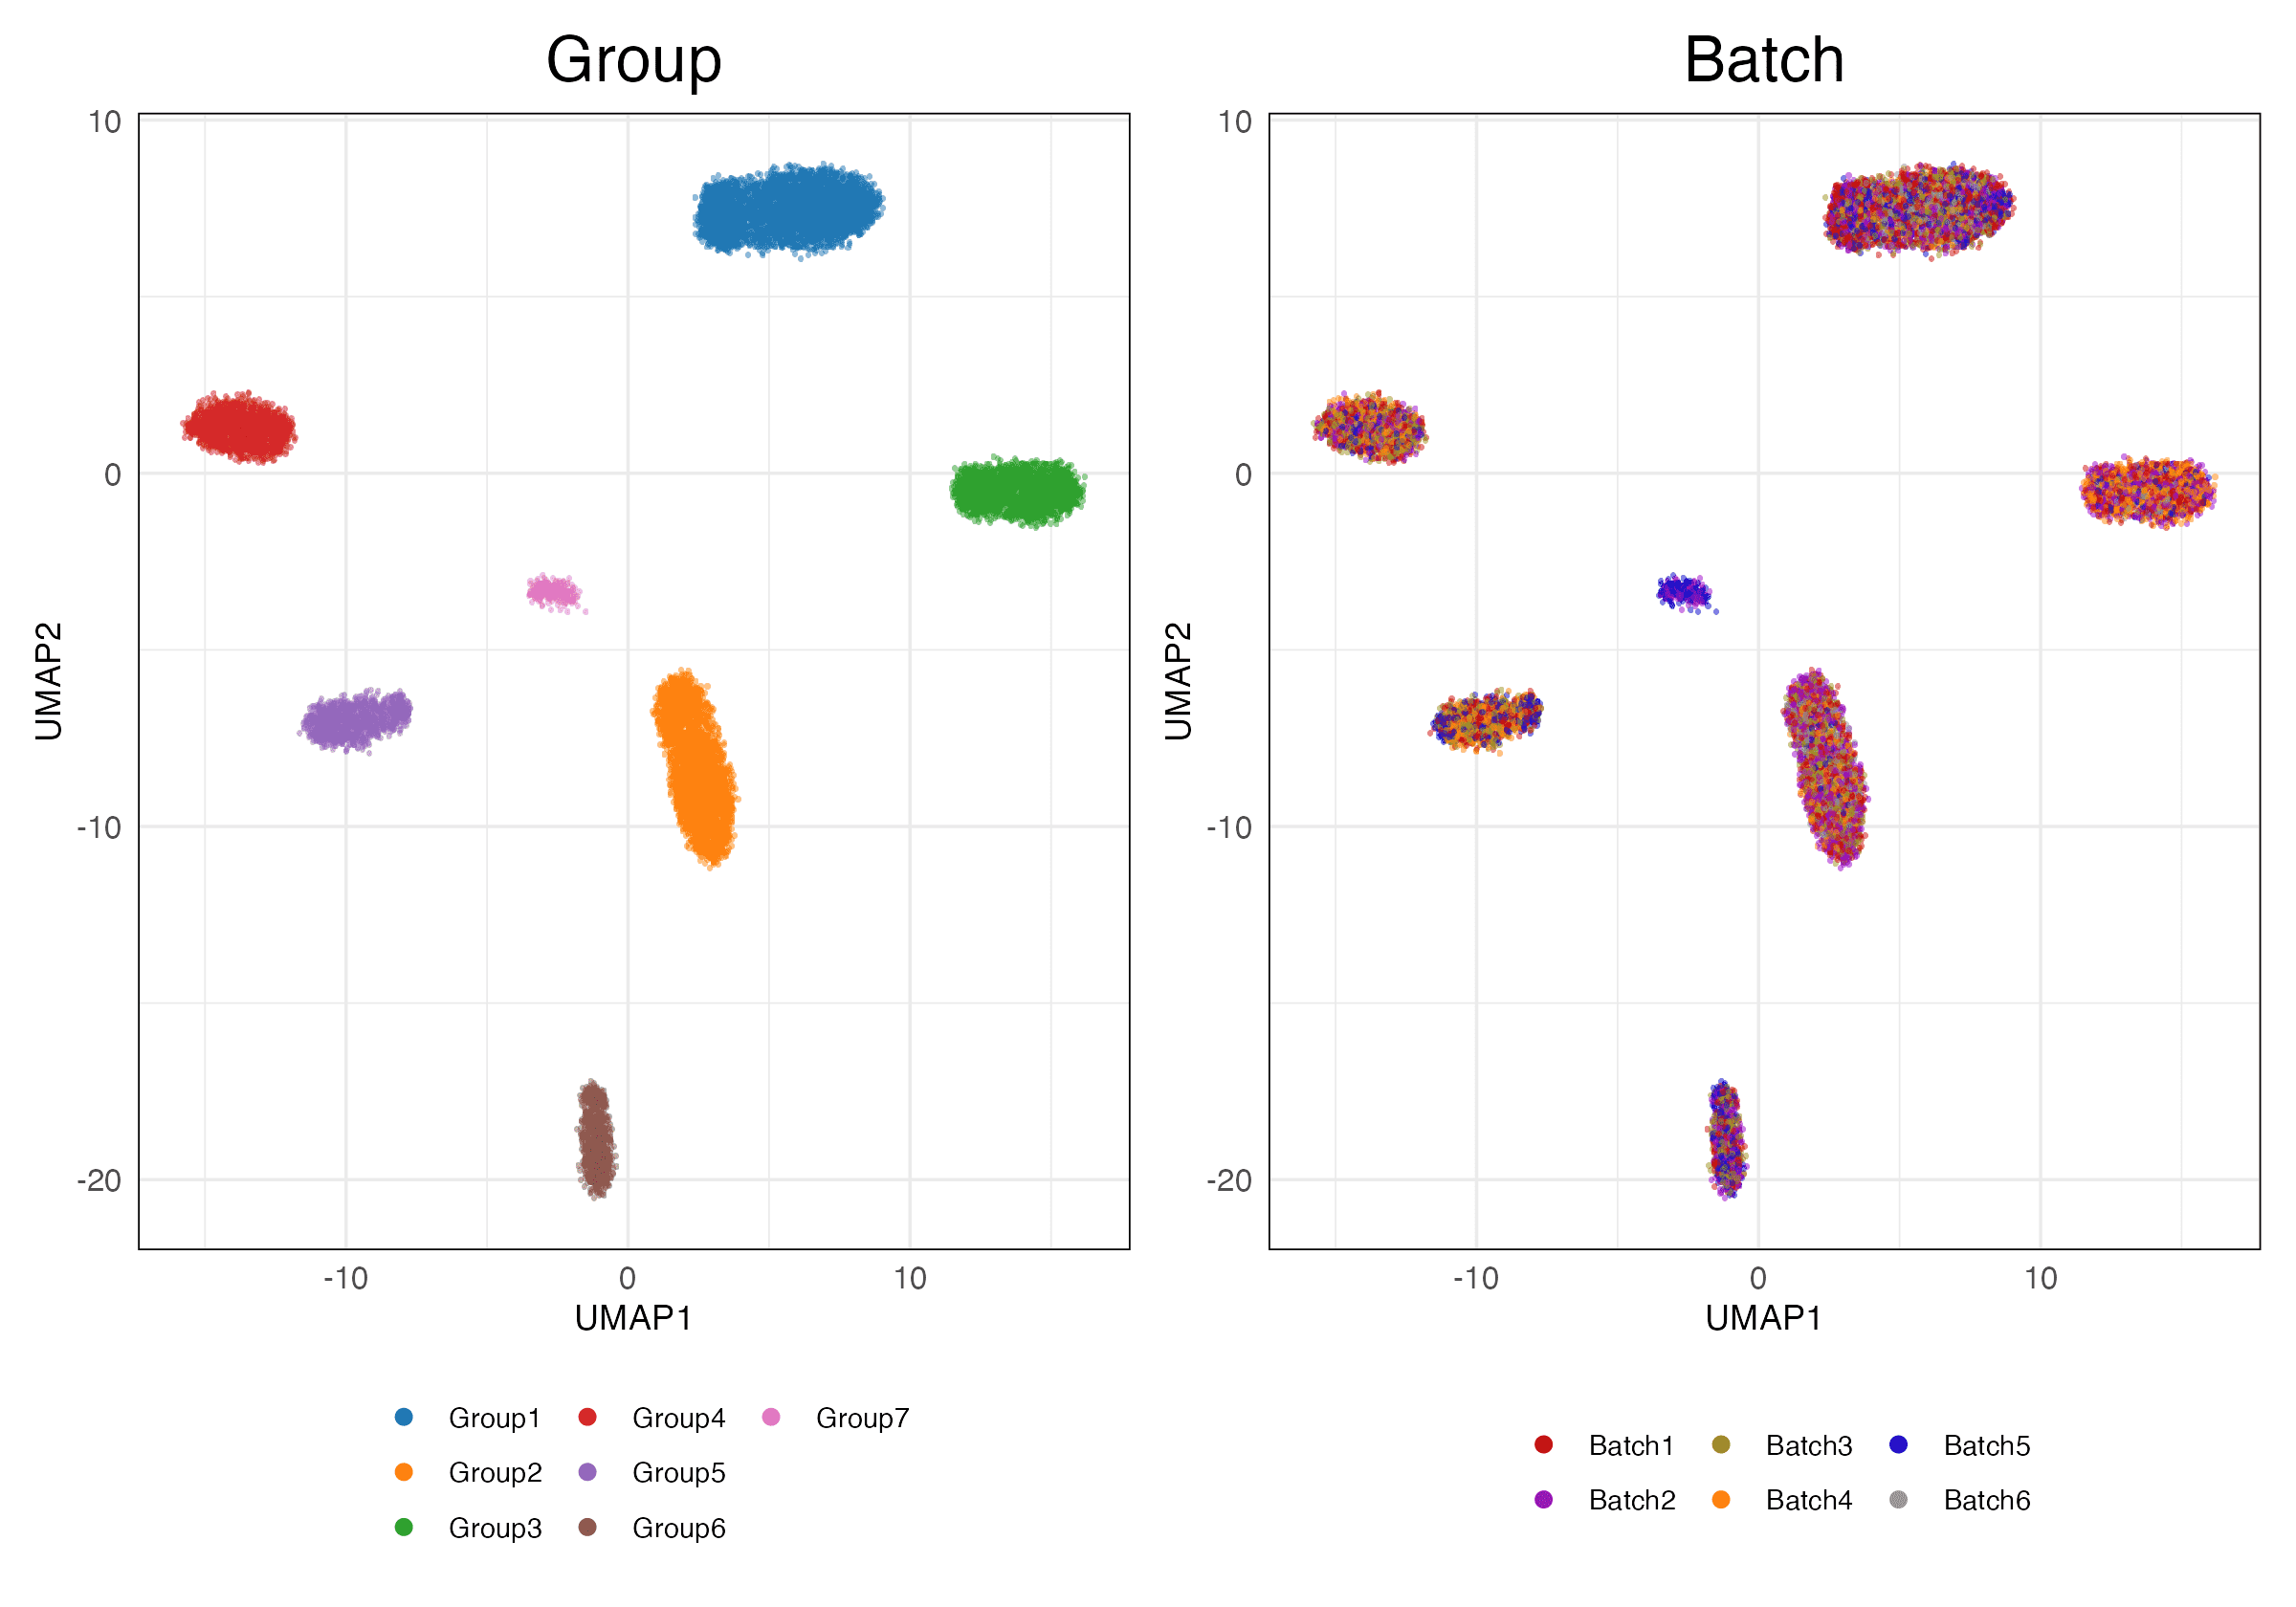 Group
10
0
-10
-20
UMAP2
-10 0 10
UMAP1
Group1 Group4 Group7
Group2 Group5
Group3 Group6
Batch
10
0
-10
-20
UMAP2
-10 0 10
UMAP1
Batch1 Batch3 Batch5
Batch2 Batch4 Batch6